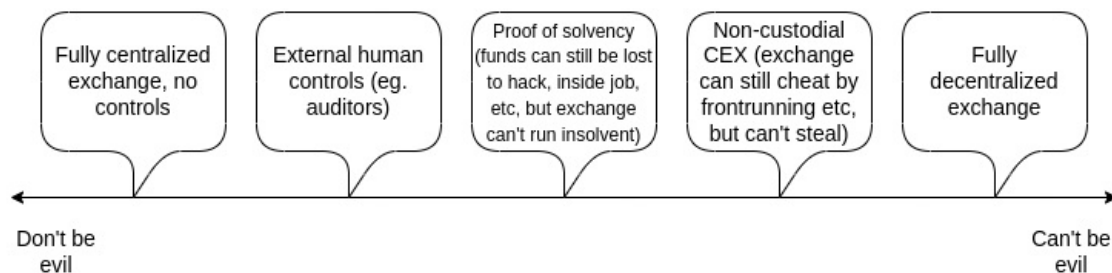 Fully centralized
exchange, no
controls
External human
controls (eg.
auditors)
Proof of solvency
(funds can still be lost
to hack, inside job,
etc, but exchange
can't run insolvent)
Non-custodial
CEX (exchange
can still cheat by
frontrunning etc,
but can't steal)
Fully
decentralized
exchange
Don't be
evil
Can't be
evil